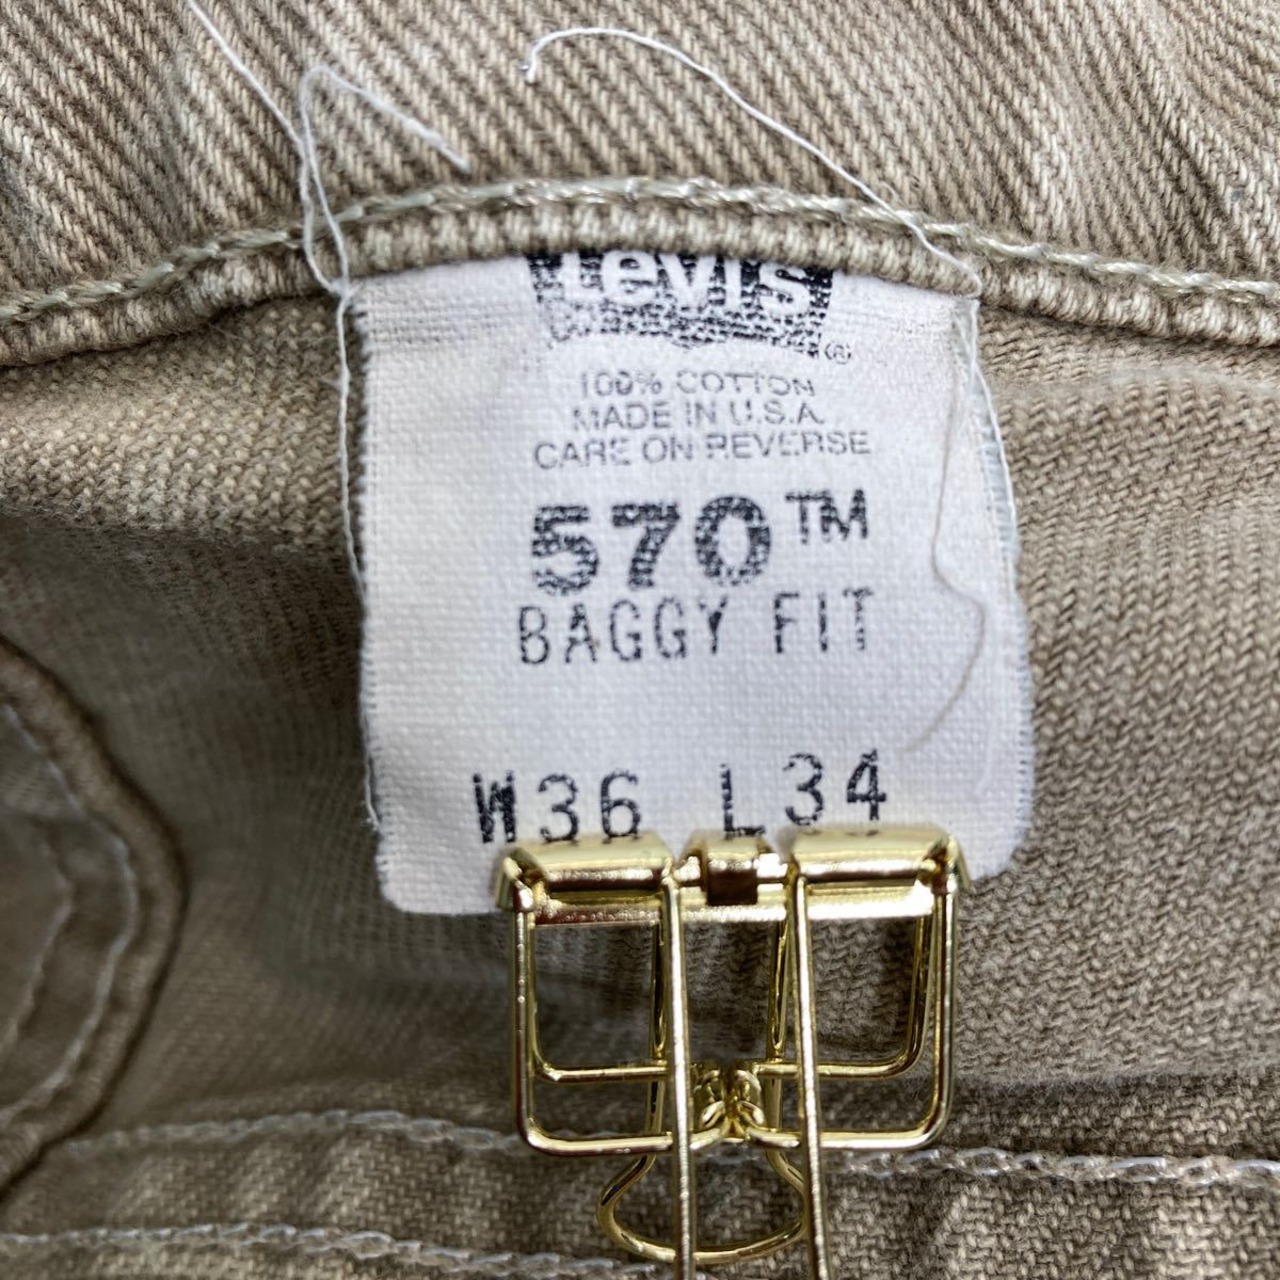 Levi's
®
100% COTTON
MADE IN U.S.A.
CARE ON REVERSE
570™
BAGGY FIT
W36 L34